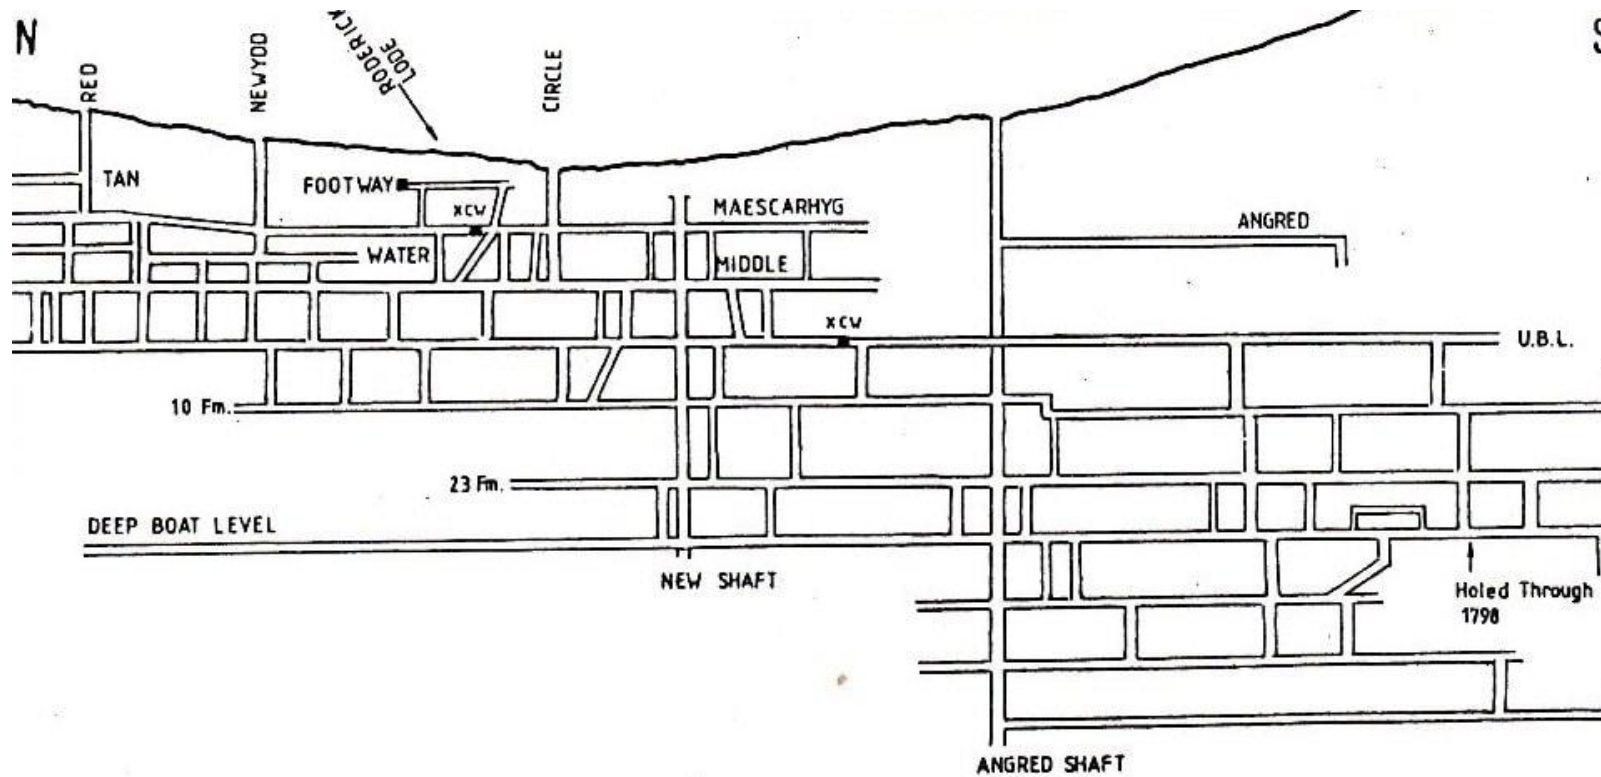 N
S
RODERICK
LODE
RED
NEWYDD
CIRCLE
TAN
FOOTWAY
XCW
MAESCARHYG
ANGRED
WATER
MIDDLE
XCW
U.B.L.
10 Fm.
23 Fm.
DEEP BOAT LEVEL
NEW SHAFT
Holed Through
1798
ANGRED SHAFT